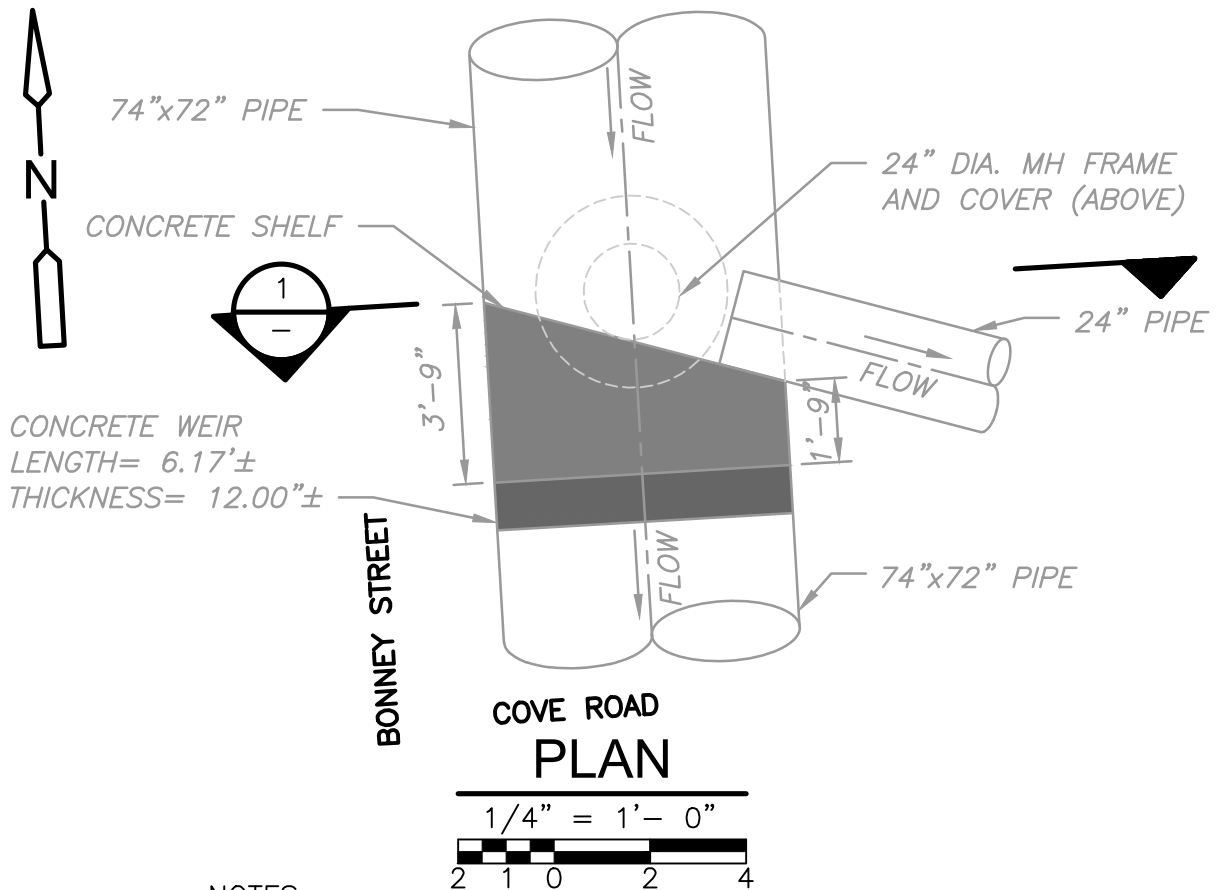 74"x72" PIPE
FLOW
24" DIA. MH FRAME
AND COVER (ABOVE)
N
CONCRETE SHELF
1
–
24" PIPE
FLOW
3'-9"
1'-9"
CONCRETE WEIR
LENGTH= 6.17'±
THICKNESS= 12.00"±
BONNEY STREET
FLOW
74"x72" PIPE
COVE ROAD
PLAN
1/4" = 1'- 0"
2 1 0 2 4
NOTES